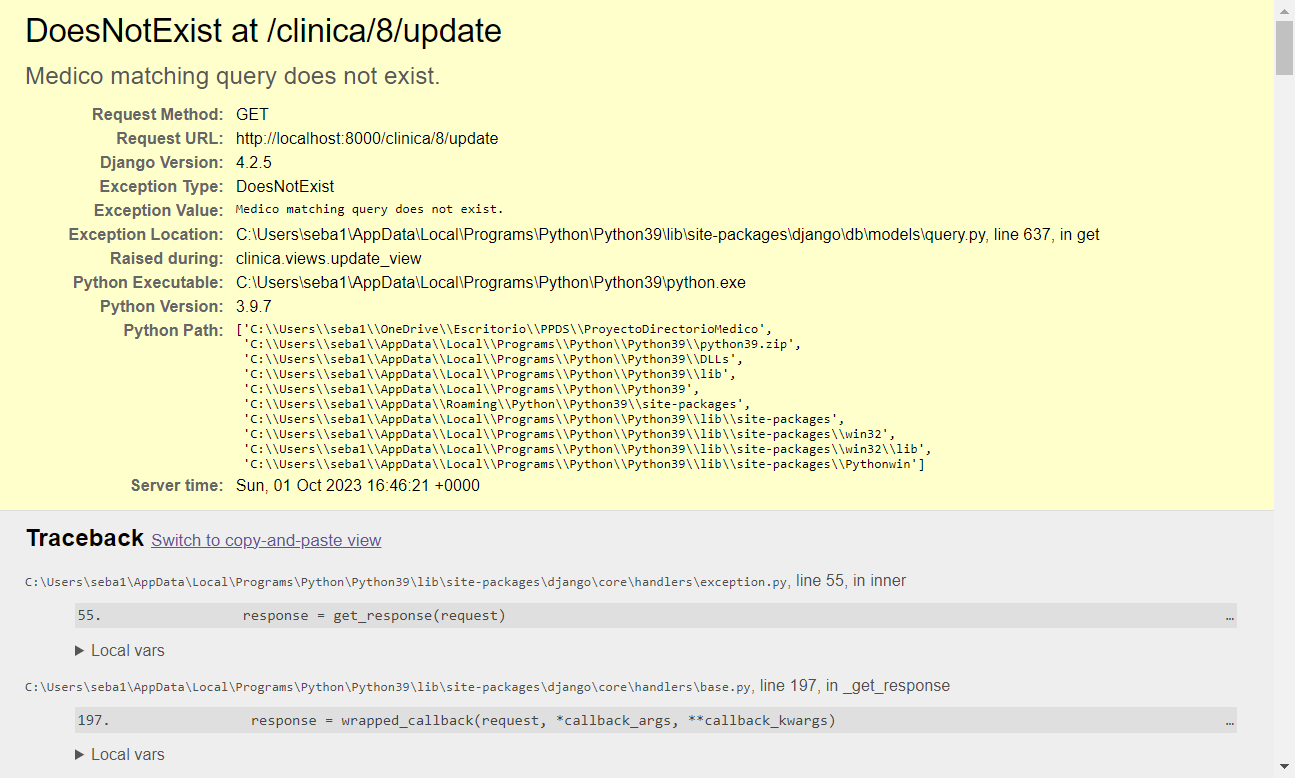 DoesNotExist at /clinica/8/update
Medico matching query does not exist.
Request Method: GET
Request URL: http://localhost:8000/clinica/8/update
Django Version: 4.2.5
Exception Type: DoesNotExist
Exception Value: Medico matching query does not exist.
Exception Location: C:\Users\seba1\AppData\Local\Programs\Python\Python39\lib\site-packages\django\db\models\query.py, line 637, in get
Raised during: clinica.views.update_view
Python Executable: C:\Users\seba1\AppData\Local\Programs\Python\Python39\python.exe
Python Version: 3.9.7
Python Path: ['C:\\Users\\seba1\\OneDrive\\Escritorio\\PPDS\\ProyectoDirectorioMedico',
'C:\\Users\\seba1\\AppData\\Local\\Programs\\Python\\Python39\\python39.zip',
'C:\\Users\\seba1\\AppData\\Local\\Programs\\Python\\Python39\\DLLs',
'C:\\Users\\seba1\\AppData\\Local\\Programs\\Python\\Python39\\lib',
'C:\\Users\\seba1\\AppData\\Local\\Programs\\Python\\Python39',
'C:\\Users\\seba1\\AppData\\Roaming\\Python\\Python39\\site-packages',
'C:\\Users\\seba1\\AppData\\Local\\Programs\\Python\\Python39\\lib\\site-packages',
'C:\\Users\\seba1\\AppData\\Local\\Programs\\Python\\Python39\\lib\\site-packages\\win32',
'C:\\Users\\seba1\\AppData\\Local\\Programs\\Python\\Python39\\lib\\site-packages\\win32\\lib',
'C:\\Users\\seba1\\AppData\\Local\\Programs\\Python\\Python39\\lib\\site-packages\\Pythonwin']
Server time: Sun, 01 Oct 2023 16:46:21 +0000
Traceback Switch to copy-and-paste view
C:\Users\seba1\AppData\Local\Programs\Python\Python39\lib\site-packages\django\core\handlers\exception.py, line 55, in inner
55. response = get_response(request) …
Local vars
C:\Users\seba1\AppData\Local\Programs\Python\Python39\lib\site-packages\django\core\handlers\base.py, line 197, in _get_response
197. response = wrapped_callback(request, *callback_args, **callback_kwargs) …
Local vars